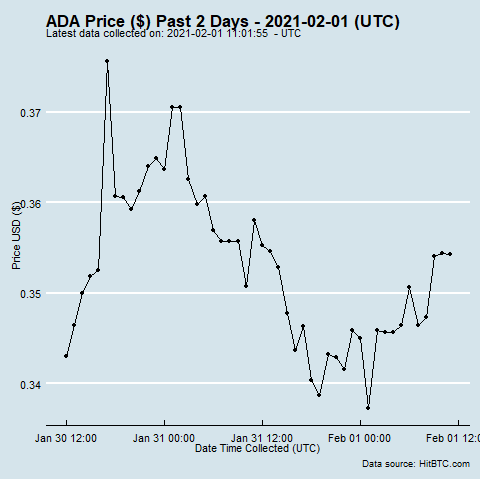 ADA Price ($) Past 2 Days - 2021-02-01 (UTC)
Latest data collected on: 2021-02-01 11:01:55 - UTC
0.37
0.36
0.35
0.34
Price USD ($)
Jan 30 12:00 Jan 31 00:00 Jan 31 12:00 Feb 01 00:00 Feb 01 12:
Date Time Collected (UTC)
Data source: HitBTC.com